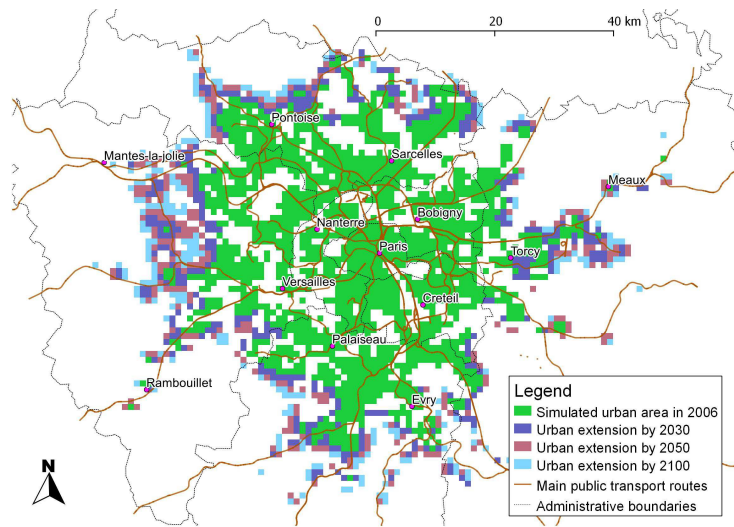 0 20 40 km
Pontoise
Mantes-la-jolie
Sarcelles
Meaux
Bobigny
Nanterre
Paris
Torcy
Versailles
Creteil
Palaiseau
Rambouillet
Evry
N
Legend
Simulated urban area in 2006
Urban extension by 2030
Urban extension by 2050
Urban extension by 2100
Main public transport routes
Administrative boundaries